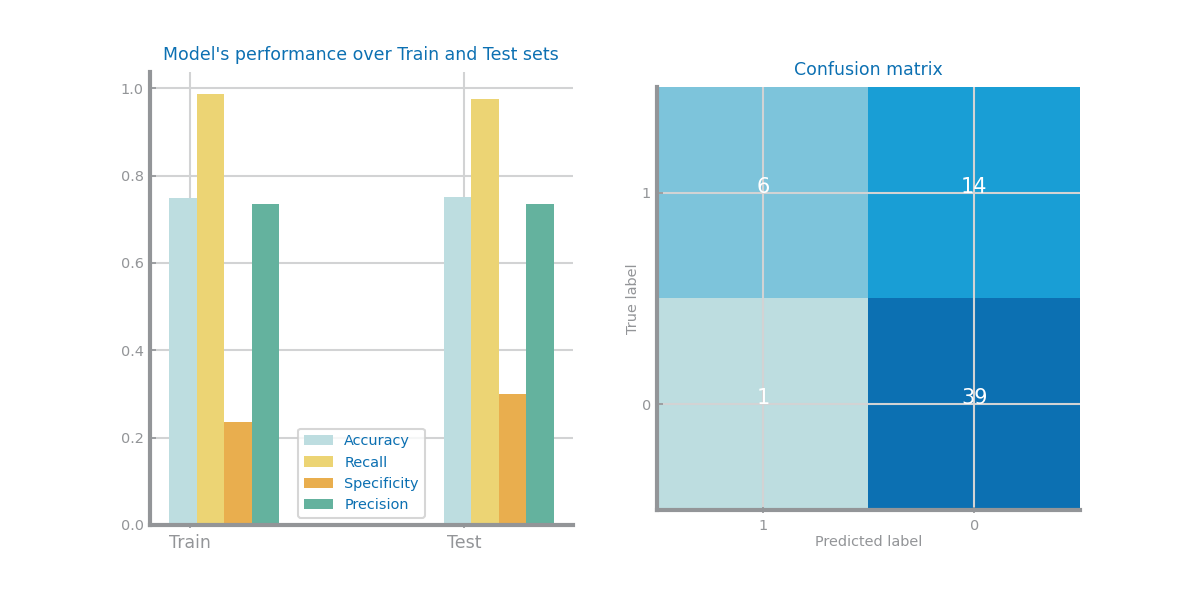 Model's performance over Train and Test sets
1.0
0.8
0.6
0.4
0.2
0.0
Accuracy
Recall
Specificity
Precision
Train Test
Confusion matrix
True label
1
0
6 14
1 39
1 0
Predicted label